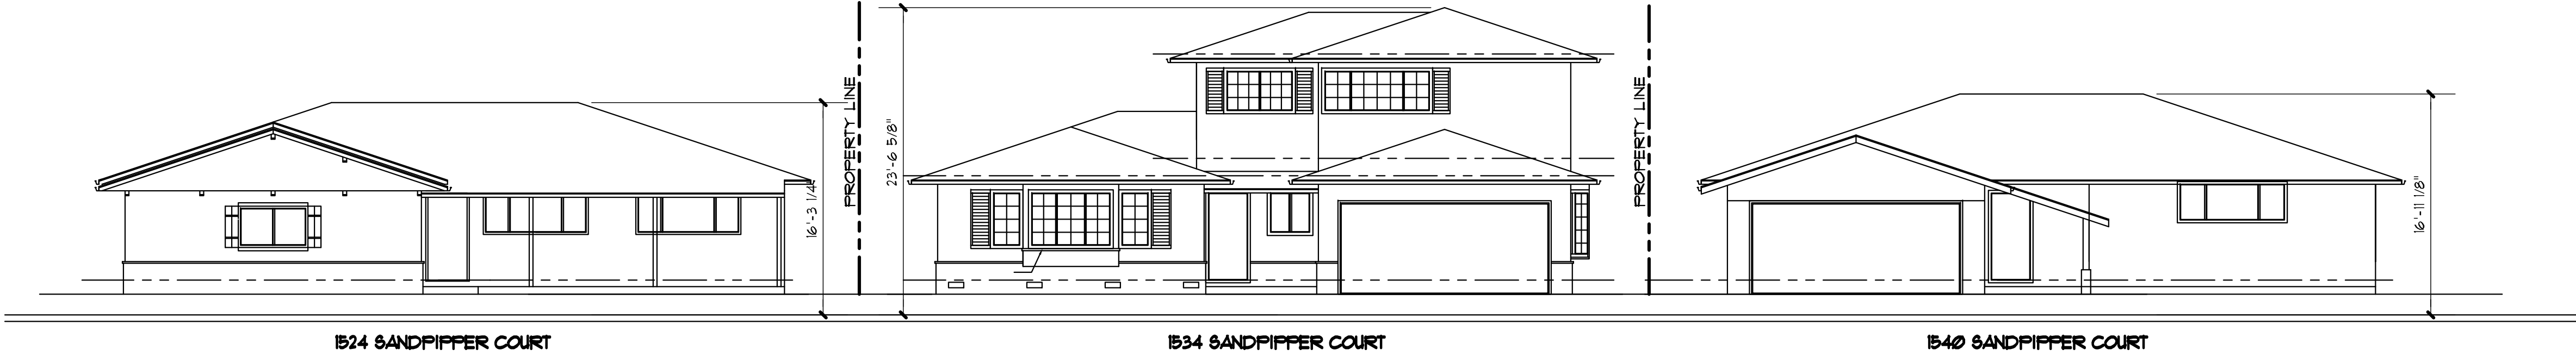 16'-3 1/4"
PROPERTY LINE
23'-6 5/8"
PROPERTY LINE
16'-11 1/8"
1524 SANDPIPPER COURT
1534 SANDPIPPER COURT
1540 SANDPIPPER COURT